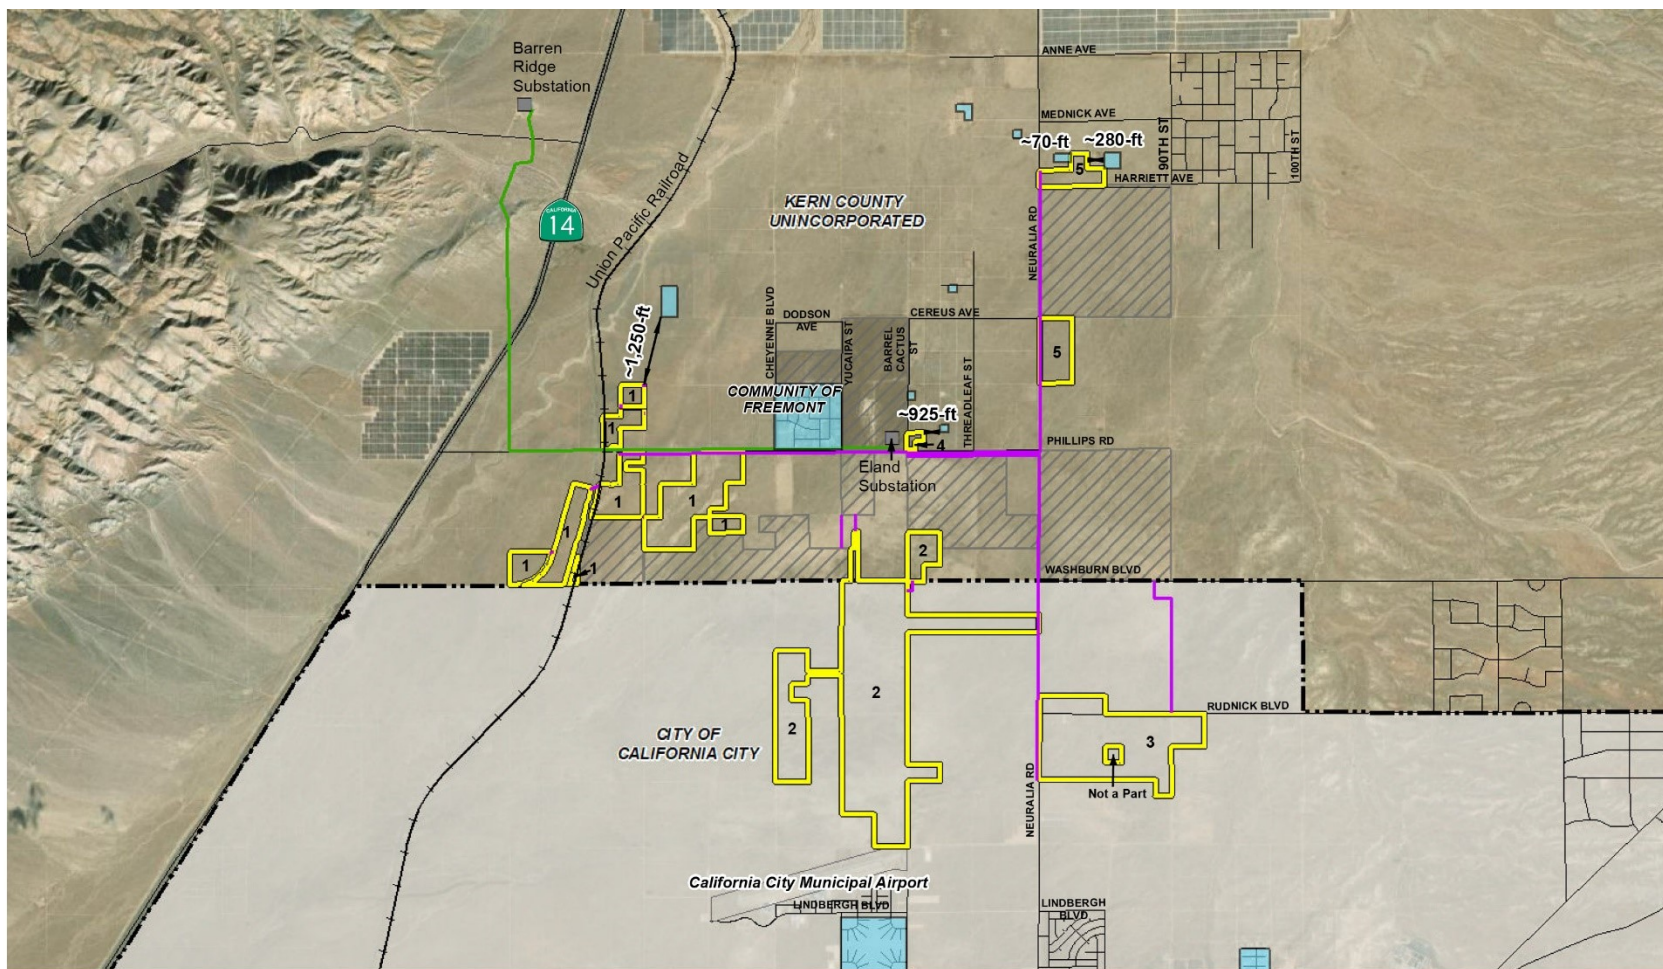 Barren
Ridge
Substation
ANNE AVE
MEDNICK AVE
~70-ft
~280-ft
90TH ST
100TH ST
5
HARRIETT AVE
CALIFORNIA
14
Union Pacific Railroad
KERN COUNTY
UNINCORPORATED
NEURALIA RD
~1,250-ft
CHEYENNE BLVD
DODSON
AVE
YUCAIPA ST
BARREL
CACTUS
ST
CEREUS AVE
THREADLEAF ST
5
1
1
COMMUNITY OF
FREEMONT
~925-ft
4
PHILLIPS RD
Eland
Substation
1
1
1
1
1
1
2
WASHBURN BLVD
2
2
CITY OF
CALIFORNIA CITY
RUDNICK BLVD
3
Not a Part
NEURALIA RD
California City Municipal Airport
LINDBERGH BLVD
LINDBERGH
BLVD